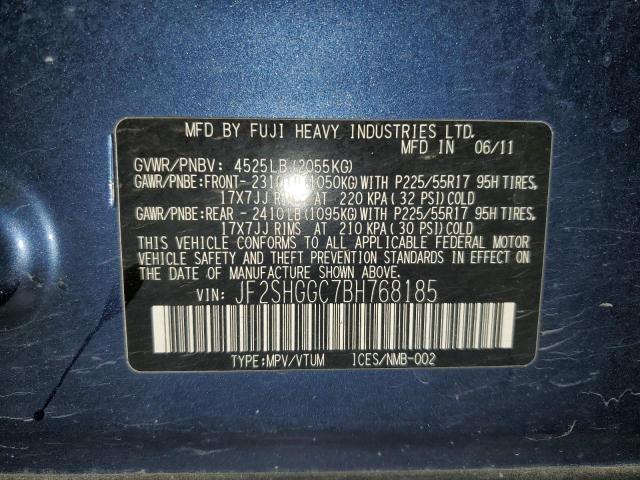 MFD BY FUJI HEAVY INDUSTRIES LTD.
MFD IN 06/11
GVWR/PNBV: 4525LB(2055KG)
GAWR/PNBE:FRONT- 2310LB(1050KG)WITH P225/55R17 95H TIRES,
17X7JJ RIMS AT 220 KPA( 32 PSI)COLD
GAWR/PNBE:REAR - 2410LB(1095KG)WITH P225/55R17 95H TIRES,
17X7JJ RIMS AT 210 KPA( 30 PSI)COLD
THIS VEHICLE CONFORMS TO ALL APPLICABLE FEDERAL MOTOR
VEHICLE SAFETY,BUMPER, AND
THEFT PREVENTION STANDARDS IN EFFECT ON
THE DATE OF MANUFACTURE SHOWN ABOVE.
VIN: JF2SHGGC7BH768185
TYPE:MPV/VTUM ICES/NMB-002